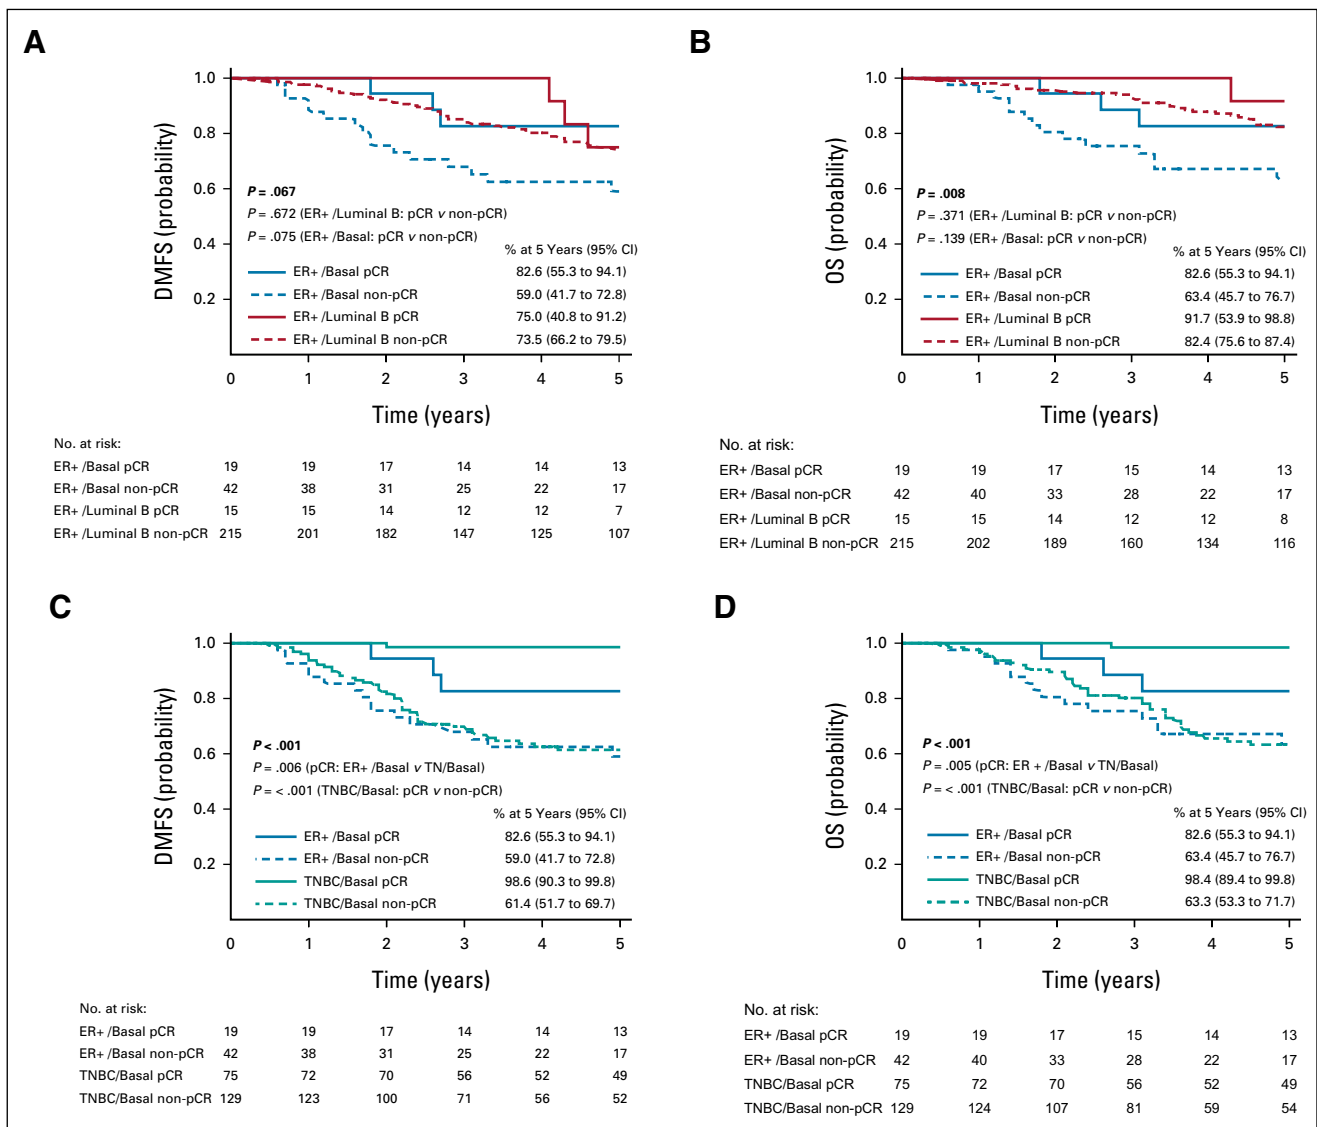 A
1.0
0.8
0.6
0.4
0.2
DMFS (probability)
P = .067
P = .672 (ER+ /Luminal B: pCR v non-pCR)
P = .075 (ER+ /Basal: pCR v non-pCR)
% at 5 Years (95% CI)
ER+ /Basal pCR 82.6 (55.3 to 94.1)
ER+ /Basal non-pCR 59.0 (41.7 to 72.8)
ER+ /Luminal B pCR 75.0 (40.8 to 91.2)
ER+ /Luminal B non-pCR 73.5 (66.2 to 79.5)
0 1 2 3 4 5
Time (years)
No. at risk:
ER+ /Basal pCR 19 19 17 14 14 13
ER+ /Basal non-pCR 42 38 31 25 22 17
ER+ /Luminal B pCR 15 15 14 12 12 7
ER+ /Luminal B non-pCR 215 201 182 147 125 107
B
1.0
0.8
0.6
0.4
0.2
OS (probability)
P = .008
P = .371 (ER+ /Luminal B: pCR v non-pCR)
P = .139 (ER+ /Basal: pCR v non-pCR)
% at 5 Years (95% CI)
ER+ /Basal pCR 82.6 (55.3 to 94.1)
ER+ /Basal non-pCR 63.4 (45.7 to 76.7)
ER+ /Luminal B pCR 91.7 (53.9 to 98.8)
ER+ /Luminal B non-pCR 82.4 (75.6 to 87.4)
0 1 2 3 4 5
Time (years)
No. at risk:
ER+ /Basal pCR 19 19 17 15 14 13
ER+ /Basal non-pCR 42 40 33 28 22 17
ER+ /Luminal B pCR 15 15 14 12 12 8
ER+ /Luminal B non-pCR 215 202 189 160 134 116
C
1.0
0.8
0.6
0.4
0.2
DMFS (probability)
P < .001
P = .006 (pCR: ER+ /Basal v TN/Basal)
P = < .001 (TNBC/Basal: pCR v non-pCR)
% at 5 Years (95% CI)
ER+ /Basal pCR 82.6 (55.3 to 94.1)
ER+ /Basal non-pCR 59.0 (41.7 to 72.8)
TNBC/Basal pCR 98.6 (90.3 to 99.8)
TNBC/Basal non-pCR 61.4 (51.7 to 69.7)
0 1 2 3 4 5
Time (years)
No. at risk:
ER+ /Basal pCR 19 19 17 14 14 13
ER+ /Basal non-pCR 42 38 31 25 22 17
TNBC/Basal pCR 75 72 70 56 52 49
TNBC/Basal non-pCR 129 123 100 71 56 52
D
1.0
0.8
0.6
0.4
0.2
OS (probability)
P < .001
P = .005 (pCR: ER + /Basal v TN/Basal)
P = < .001 (TNBC/Basal: pCR v non-pCR)
% at 5 Years (95% CI)
ER+ /Basal pCR 82.6 (55.3 to 94.1)
ER+ /Basal non-pCR 63.4 (45.7 to 76.7)
TNBC/Basal pCR 98.4 (89.4 to 99.8)
TNBC/Basal non-pCR 63.3 (53.3 to 71.7)
0 1 2 3 4 5
Time (years)
No. at risk:
ER+ /Basal pCR 19 19 17 15 14 13
ER+ /Basal non-pCR 42 40 33 28 22 17
TNBC/Basal pCR 75 72 70 56 52 49
TNBC/Basal non-pCR 129 124 107 81 59 54